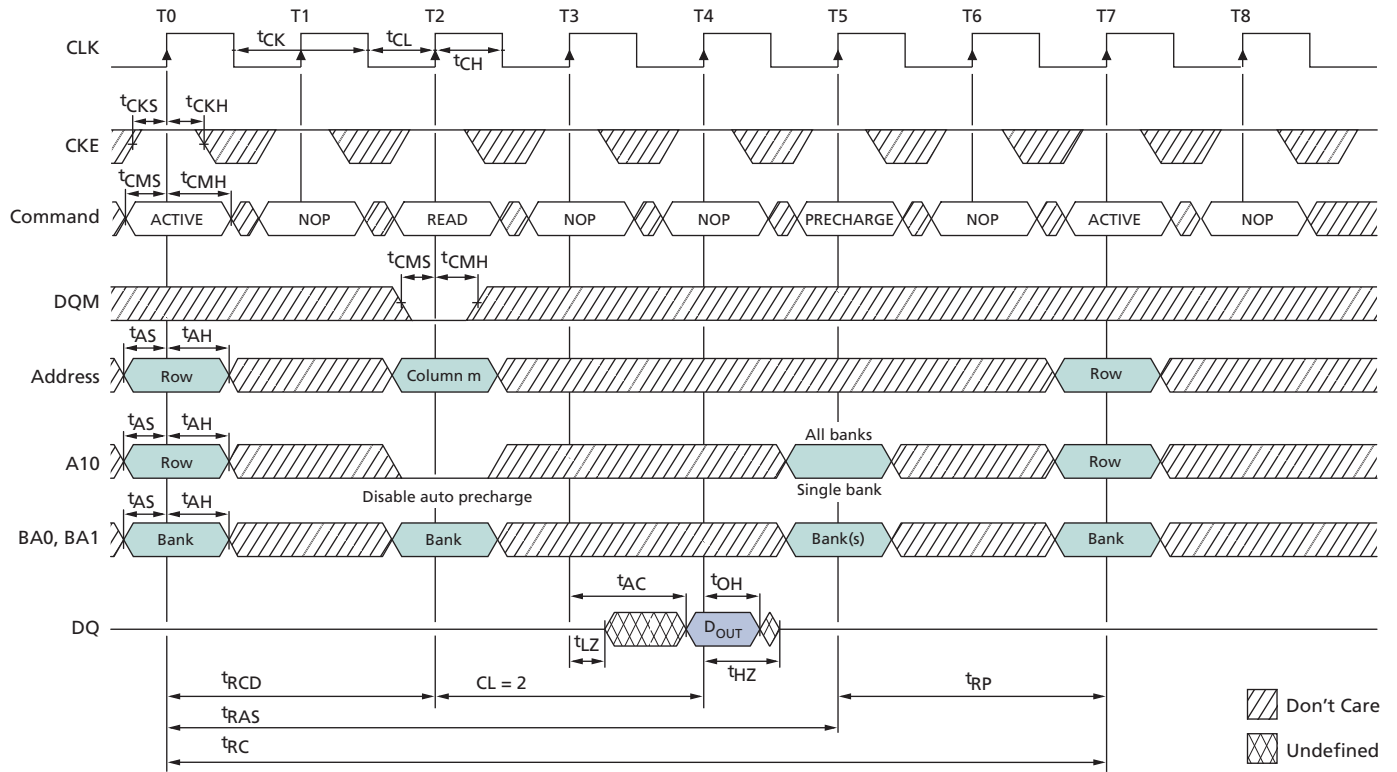 T0 T1 T2 T3 T4 T5 T6 T7 T8
CLK
tCK tCL
tCH
tCKS tCKH
CKE
tCMS tCMH
Command ACTIVE NOP READ NOP NOP PRECHARGE NOP ACTIVE NOP
tCMS tCMH
DQM
tAS tAH
Address Row Column m Row
tAS tAH
All banks
A10 Row Row
Disable auto precharge Single bank
tAS tAH
BA0, BA1 Bank Bank Bank(s) Bank
tAC tOH
DQ DOUT
tLZ
tHZ
tRCD CL = 2 tRP
tRAS
tRC
Don't Care
Undefined